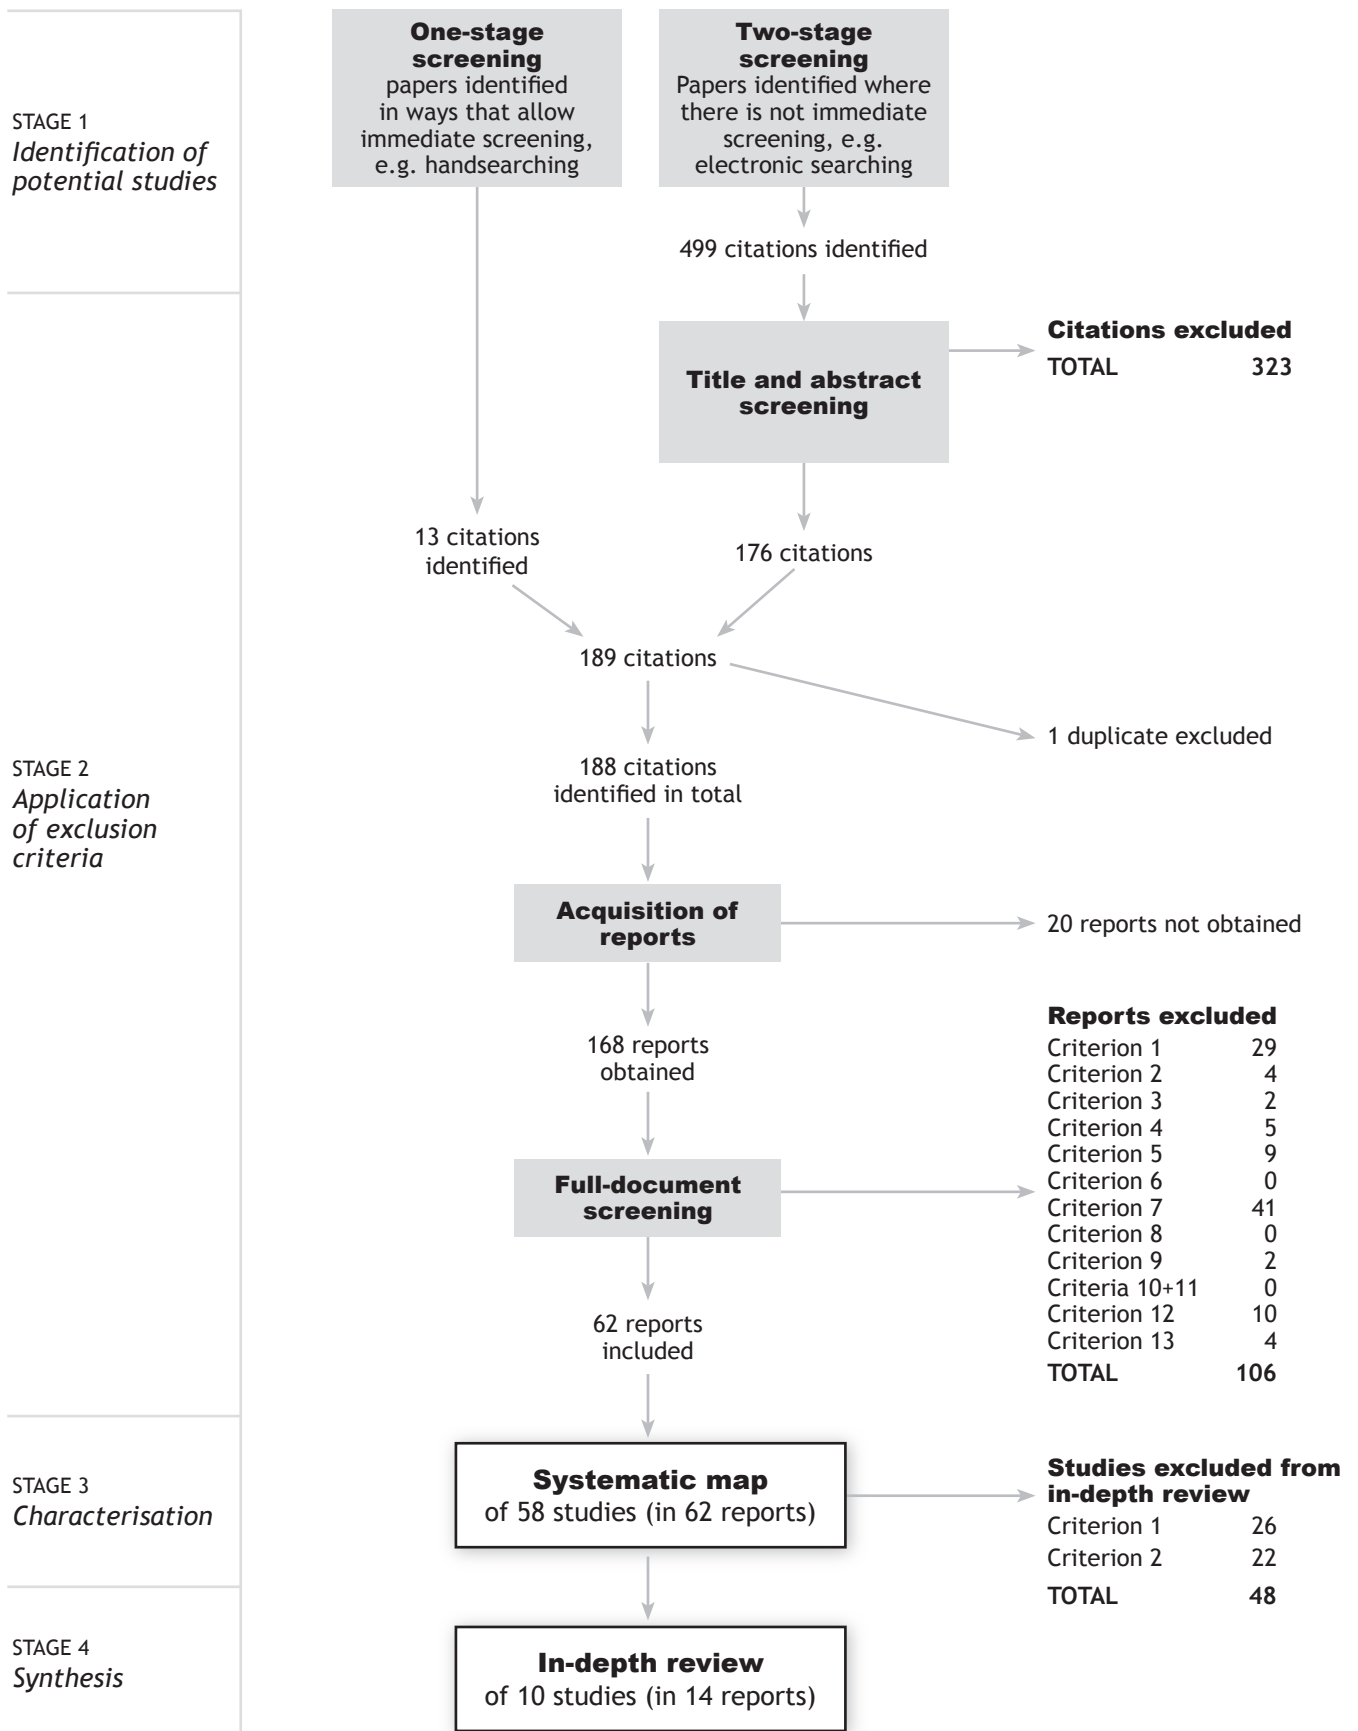 STAGE 1
Identification of
potential studies
One-stage
screening
papers identified
in ways that allow
immediate screening,
e.g. handsearching
Two-stage
screening
Papers identified where
there is not immediate
screening, e.g.
electronic searching
499 citations identified
Title and abstract
screening
Citations excluded
TOTAL 323
13 citations
identified
176 citations
189 citations
1 duplicate excluded
STAGE 2
Application
of exclusion
criteria
188 citations
identified in total
Acquisition of
reports
20 reports not obtained
168 reports
obtained
Full-document
screening
Reports excluded
Criterion 1 29
Criterion 2 4
Criterion 3 2
Criterion 4 5
Criterion 5 9
Criterion 6 0
Criterion 7 41
Criterion 8 0
Criterion 9 2
Criteria 10+11 0
Criterion 12 10
Criterion 13 4
TOTAL 106
62 reports
included
STAGE 3
Characterisation
Systematic map
of 58 studies (in 62 reports)
Studies excluded from
in-depth review
Criterion 1 26
Criterion 2 22
TOTAL 48
STAGE 4
Synthesis
In-depth review
of 10 studies (in 14 reports)